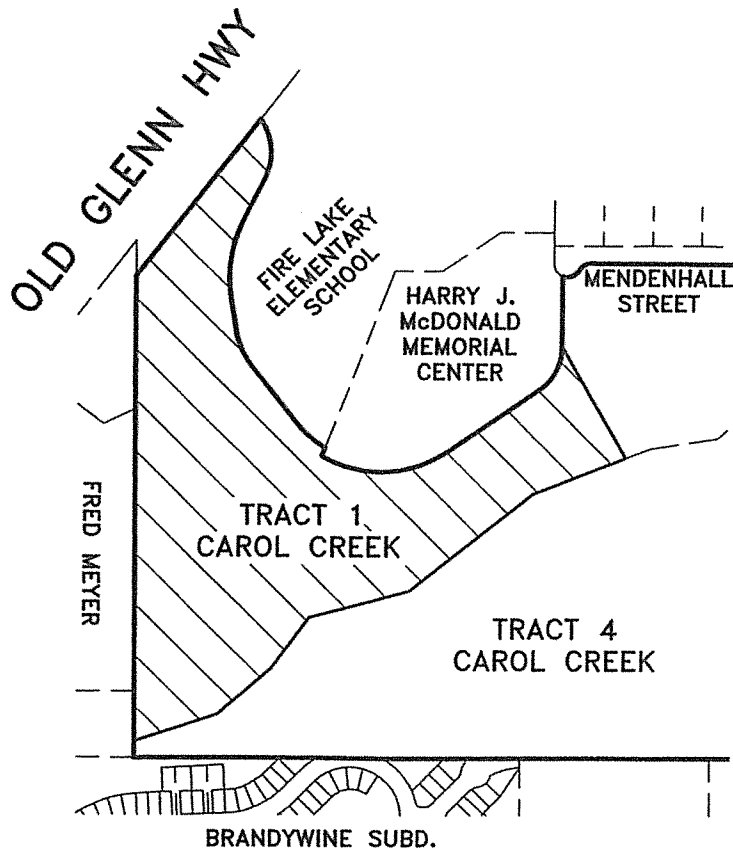 OLD GLENN HWY
FIRE LAKE
ELEMENTARY
SCHOOL
HARRY J.
McDONALD
MEMORIAL
CENTER
MENDENHALL
STREET
FRED MEYER
TRACT 1
CAROL CREEK
TRACT 4
CAROL CREEK
BRANDYWINE SUBD.